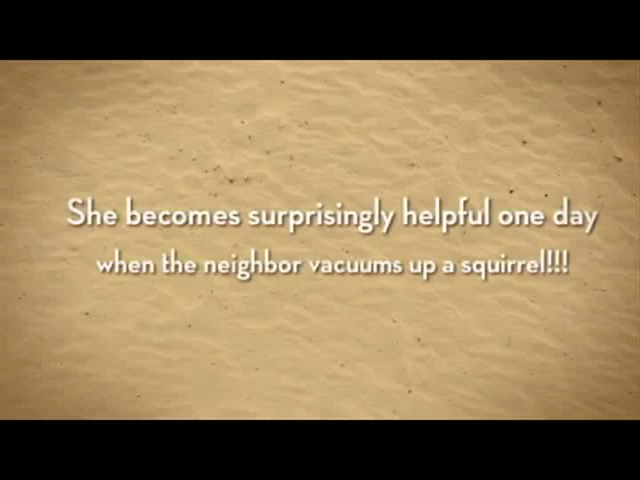 She becomes surprisingly helpful one day
when the neighbor vacuums up a squirrel!!!